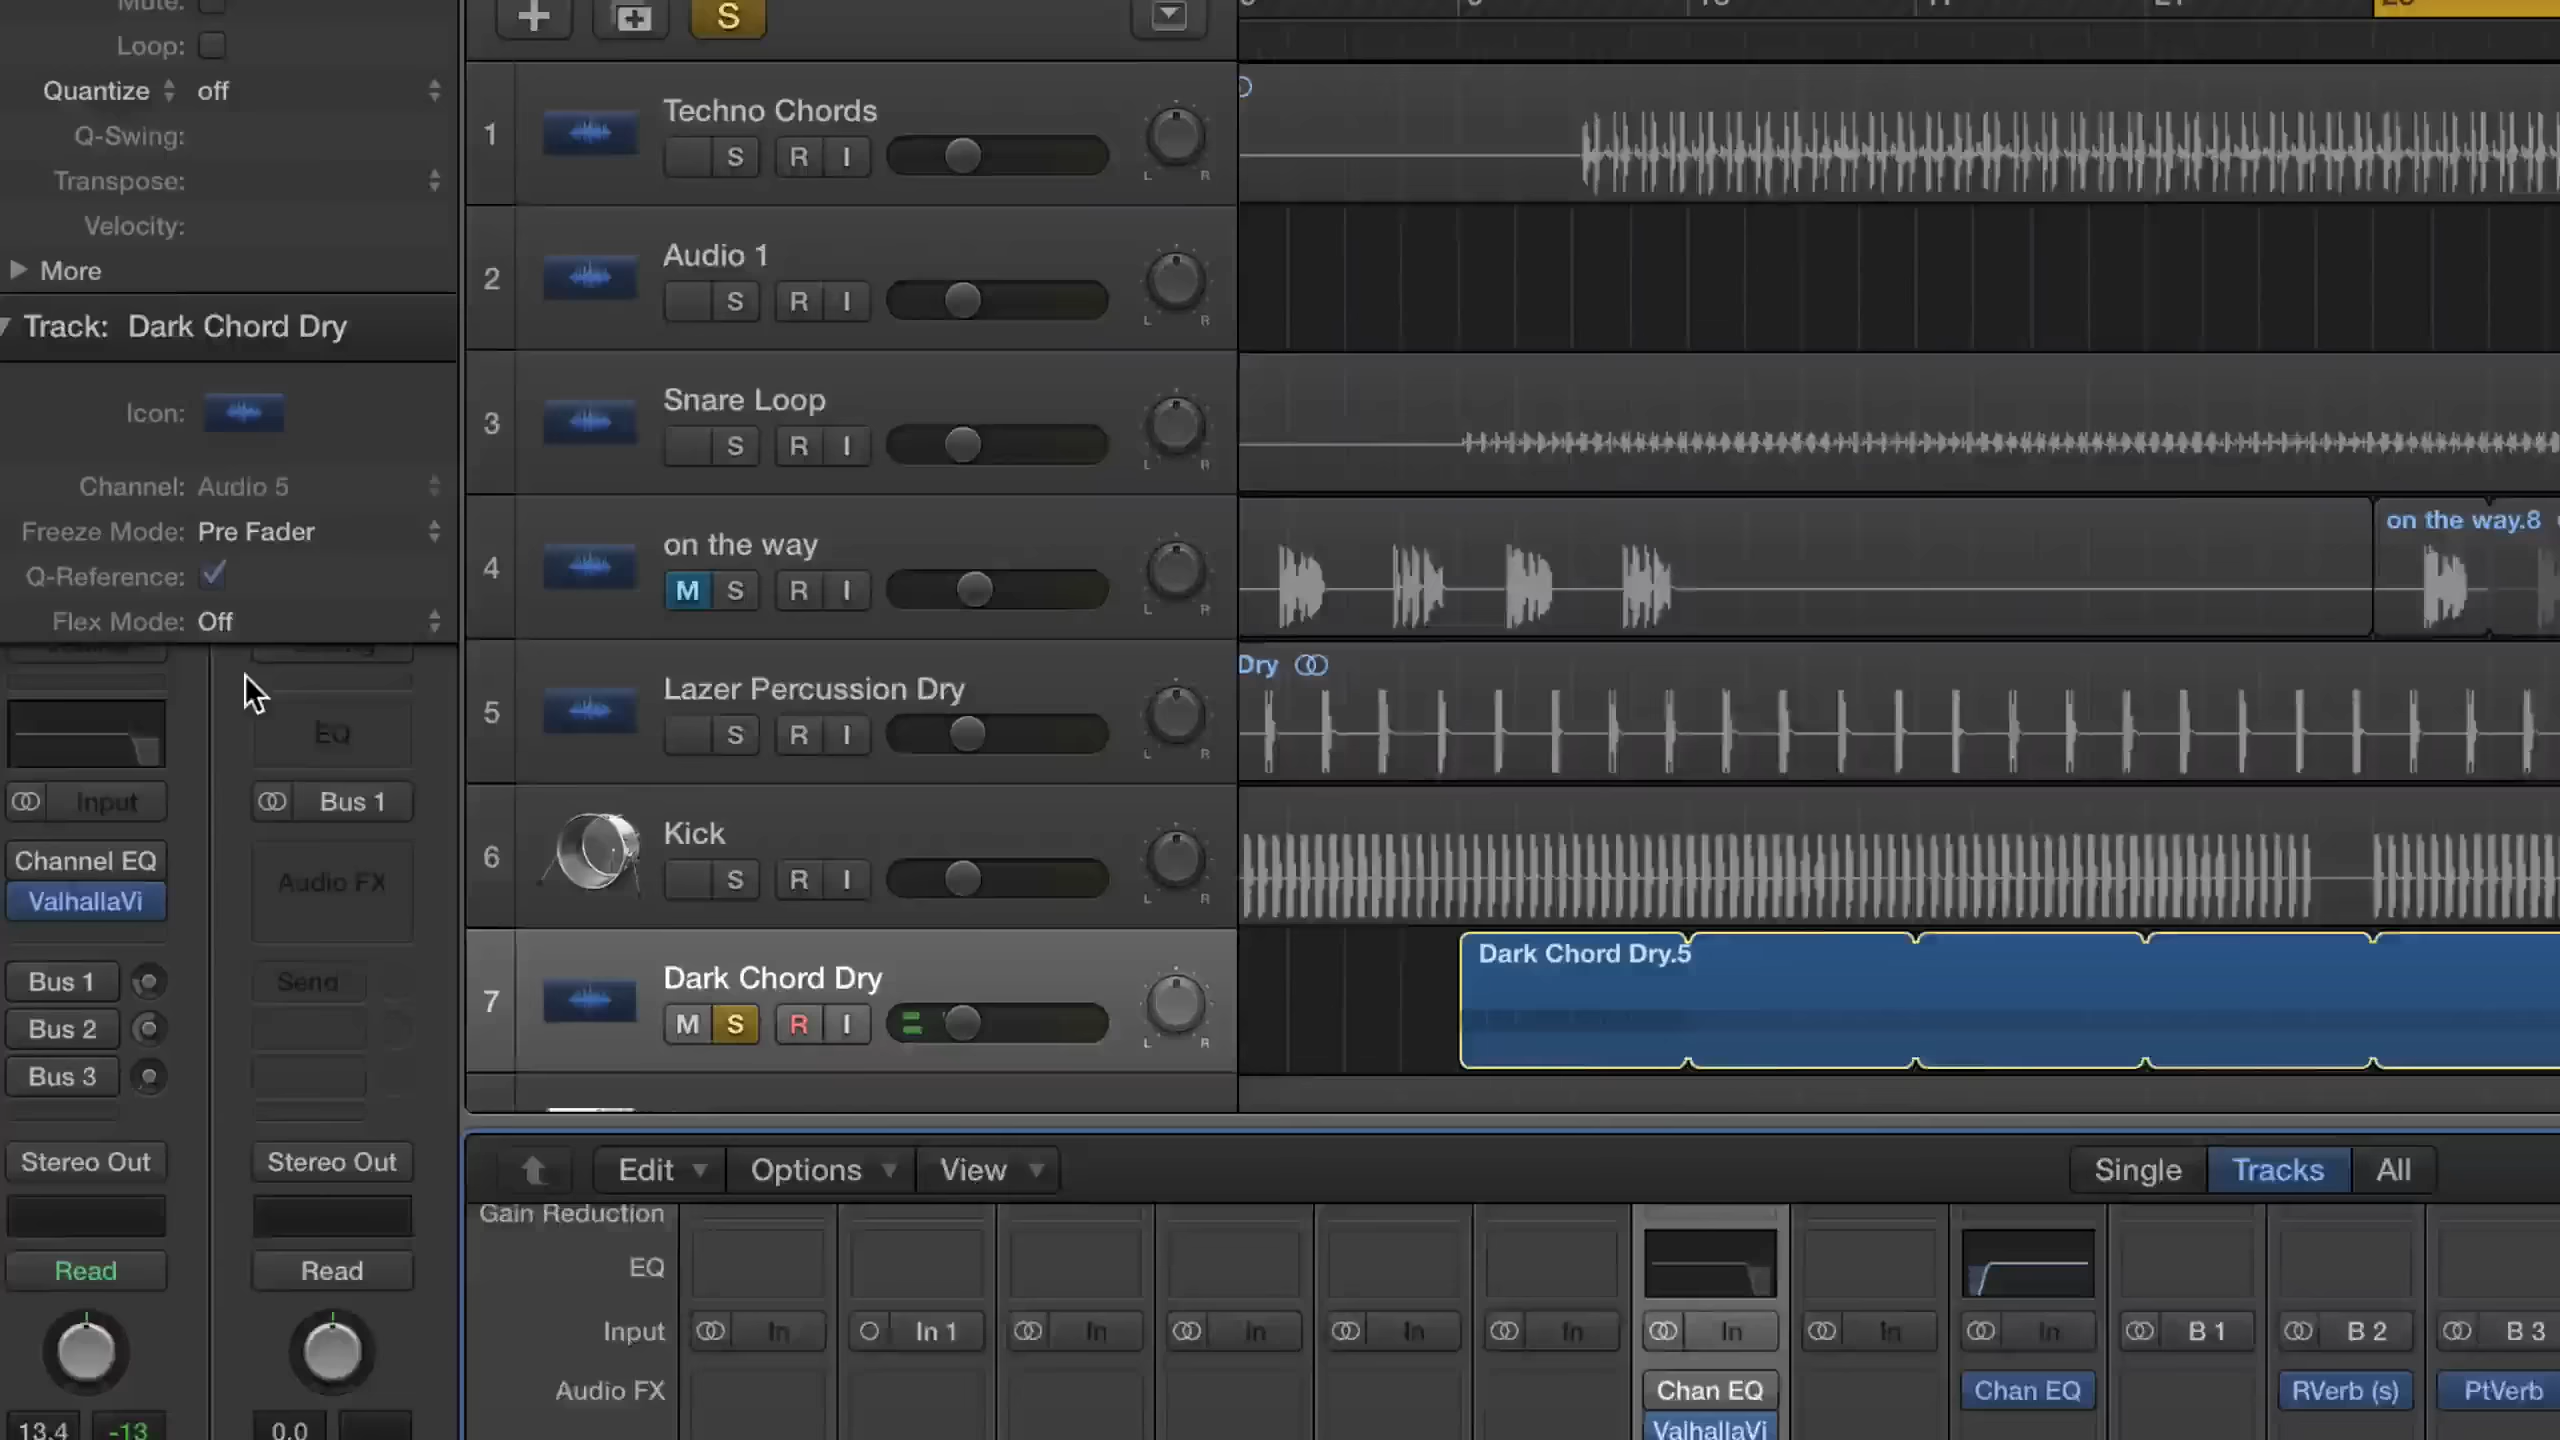 Mute:
Loop:
Quantize off
Q-Swing:
Transpose:
Velocity:
More
Track: Dark Chord Dry
Icon:
Channel: Audio 5
Freeze Mode: Pre Fader
Q-Reference:
Flex Mode: Off
EQ
Input
Bus 1
Channel EQ
ValhallaVi
Audio FX
Bus 1
Send
Bus 2
Bus 3
Stereo Out
Stereo Out
Read
Read
13.4 -13
0.0
S
1 Techno Chords
S R I
L R
2 Audio 1
S R I
L R
3 Snare Loop
S R I
L R
4 on the way
M S R I
L R
5 Lazer Percussion Dry
S R I
L R
6 Kick
S R I
L R
7 Dark Chord Dry
M S R I
L R
on the way.8
Dry
Dark Chord Dry.5
Edit Options View
Single Tracks All
Gain Reduction
EQ
Input In In 1 In In In In In In In B 1 B 2 B 3
Audio FX Chan EQ Chan EQ RVerb (s) PtVerb
ValhallaVi